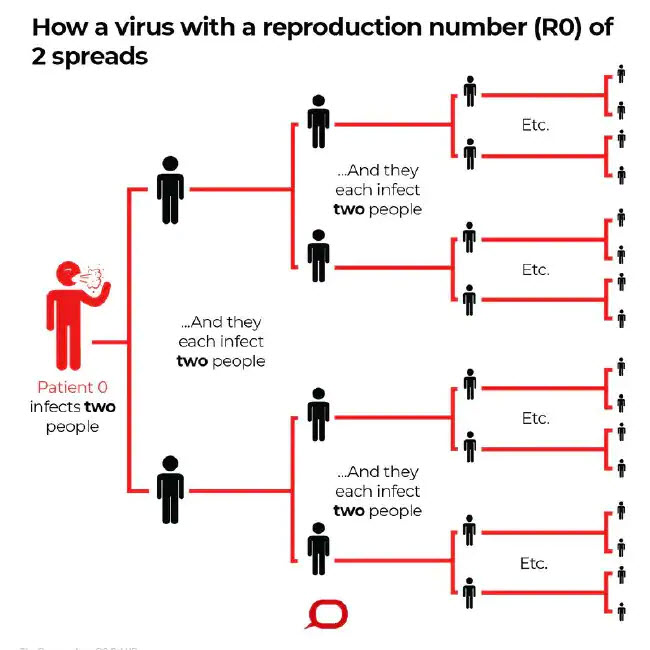 How a virus with a reproduction number (R0) of
2 spreads
Etc.
...And they
each infect
two people
Etc.
...And they
each infect
two people
Patient 0
infects two
people
Etc.
...And they
each infect
two people
Etc.